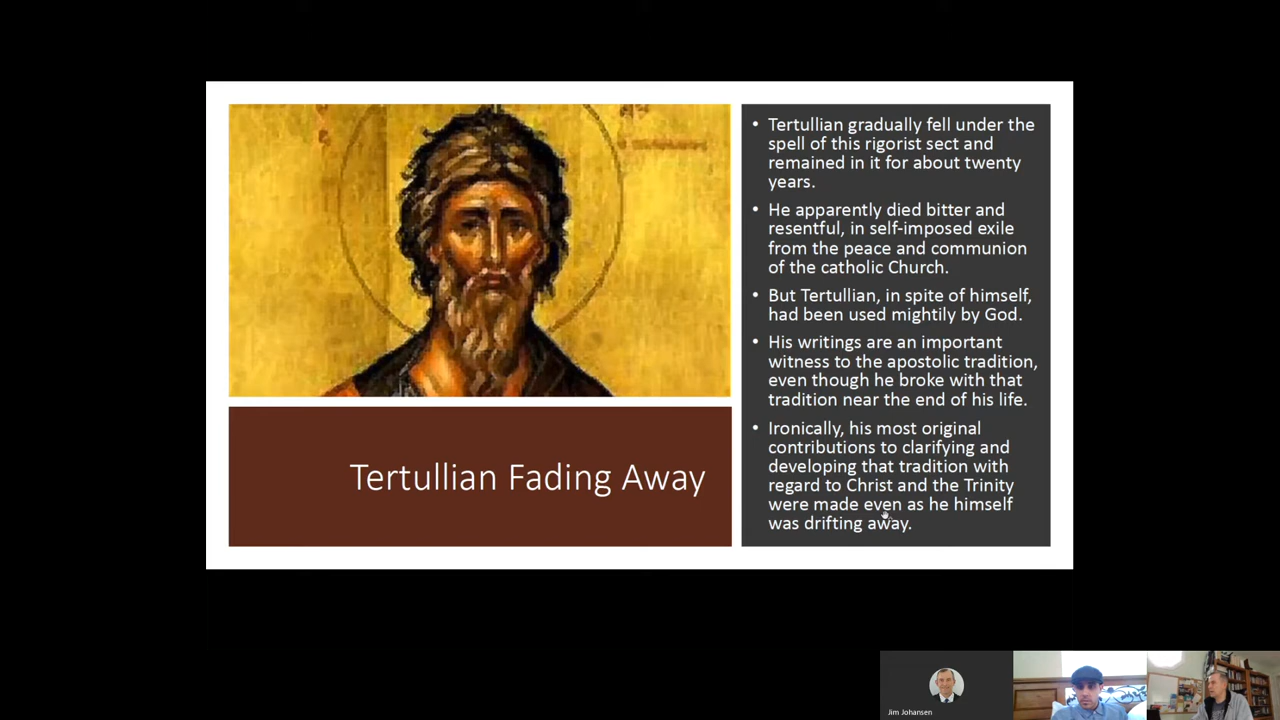 • Tertullian gradually fell under the
spell of this rigorist sect and
remained in it for about twenty
years.
• He apparently died bitter and
resentful, in self-imposed exile
from the peace and communion
of the catholic Church.
• But Tertullian, in spite of himself,
had been used mightily by God.
• His writings are an important
witness to the apostolic tradition,
even though he broke with that
tradition near the end of his life.
• Ironically, his most original
contributions to clarifying and
developing that tradition with
regard to Christ and the Trinity
were made even as he himself
was drifting away.
Tertullian Fading Away
Jim Johansen